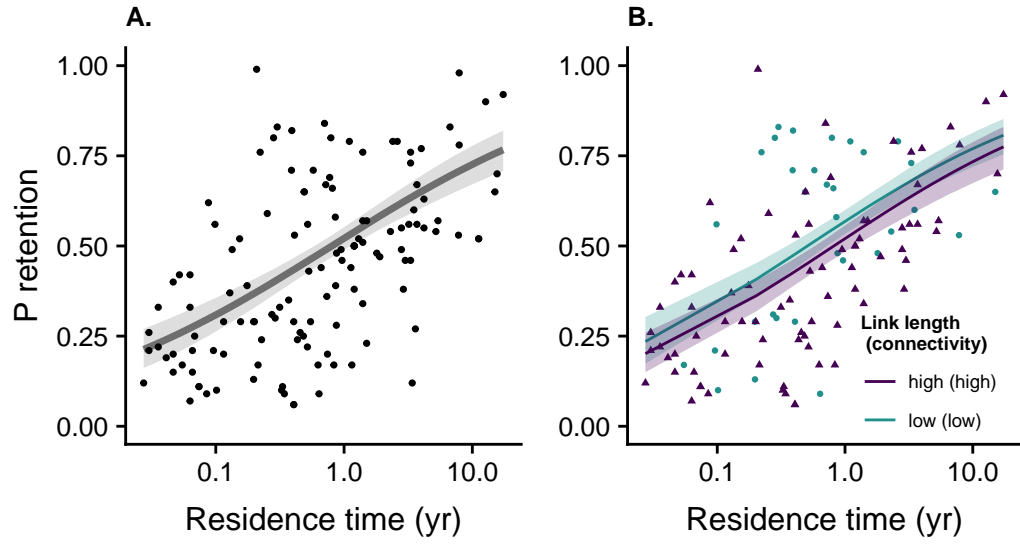 A.
B.
P retention
1.00
0.75
0.50
0.25
0.00
0.1
1.0
10.0
Residence time (yr)
1.00
0.75
0.50
0.25
0.00
Link length
(connectivity)
high (high)
low (low)
0.1
1.0
10.0
Residence time (yr)